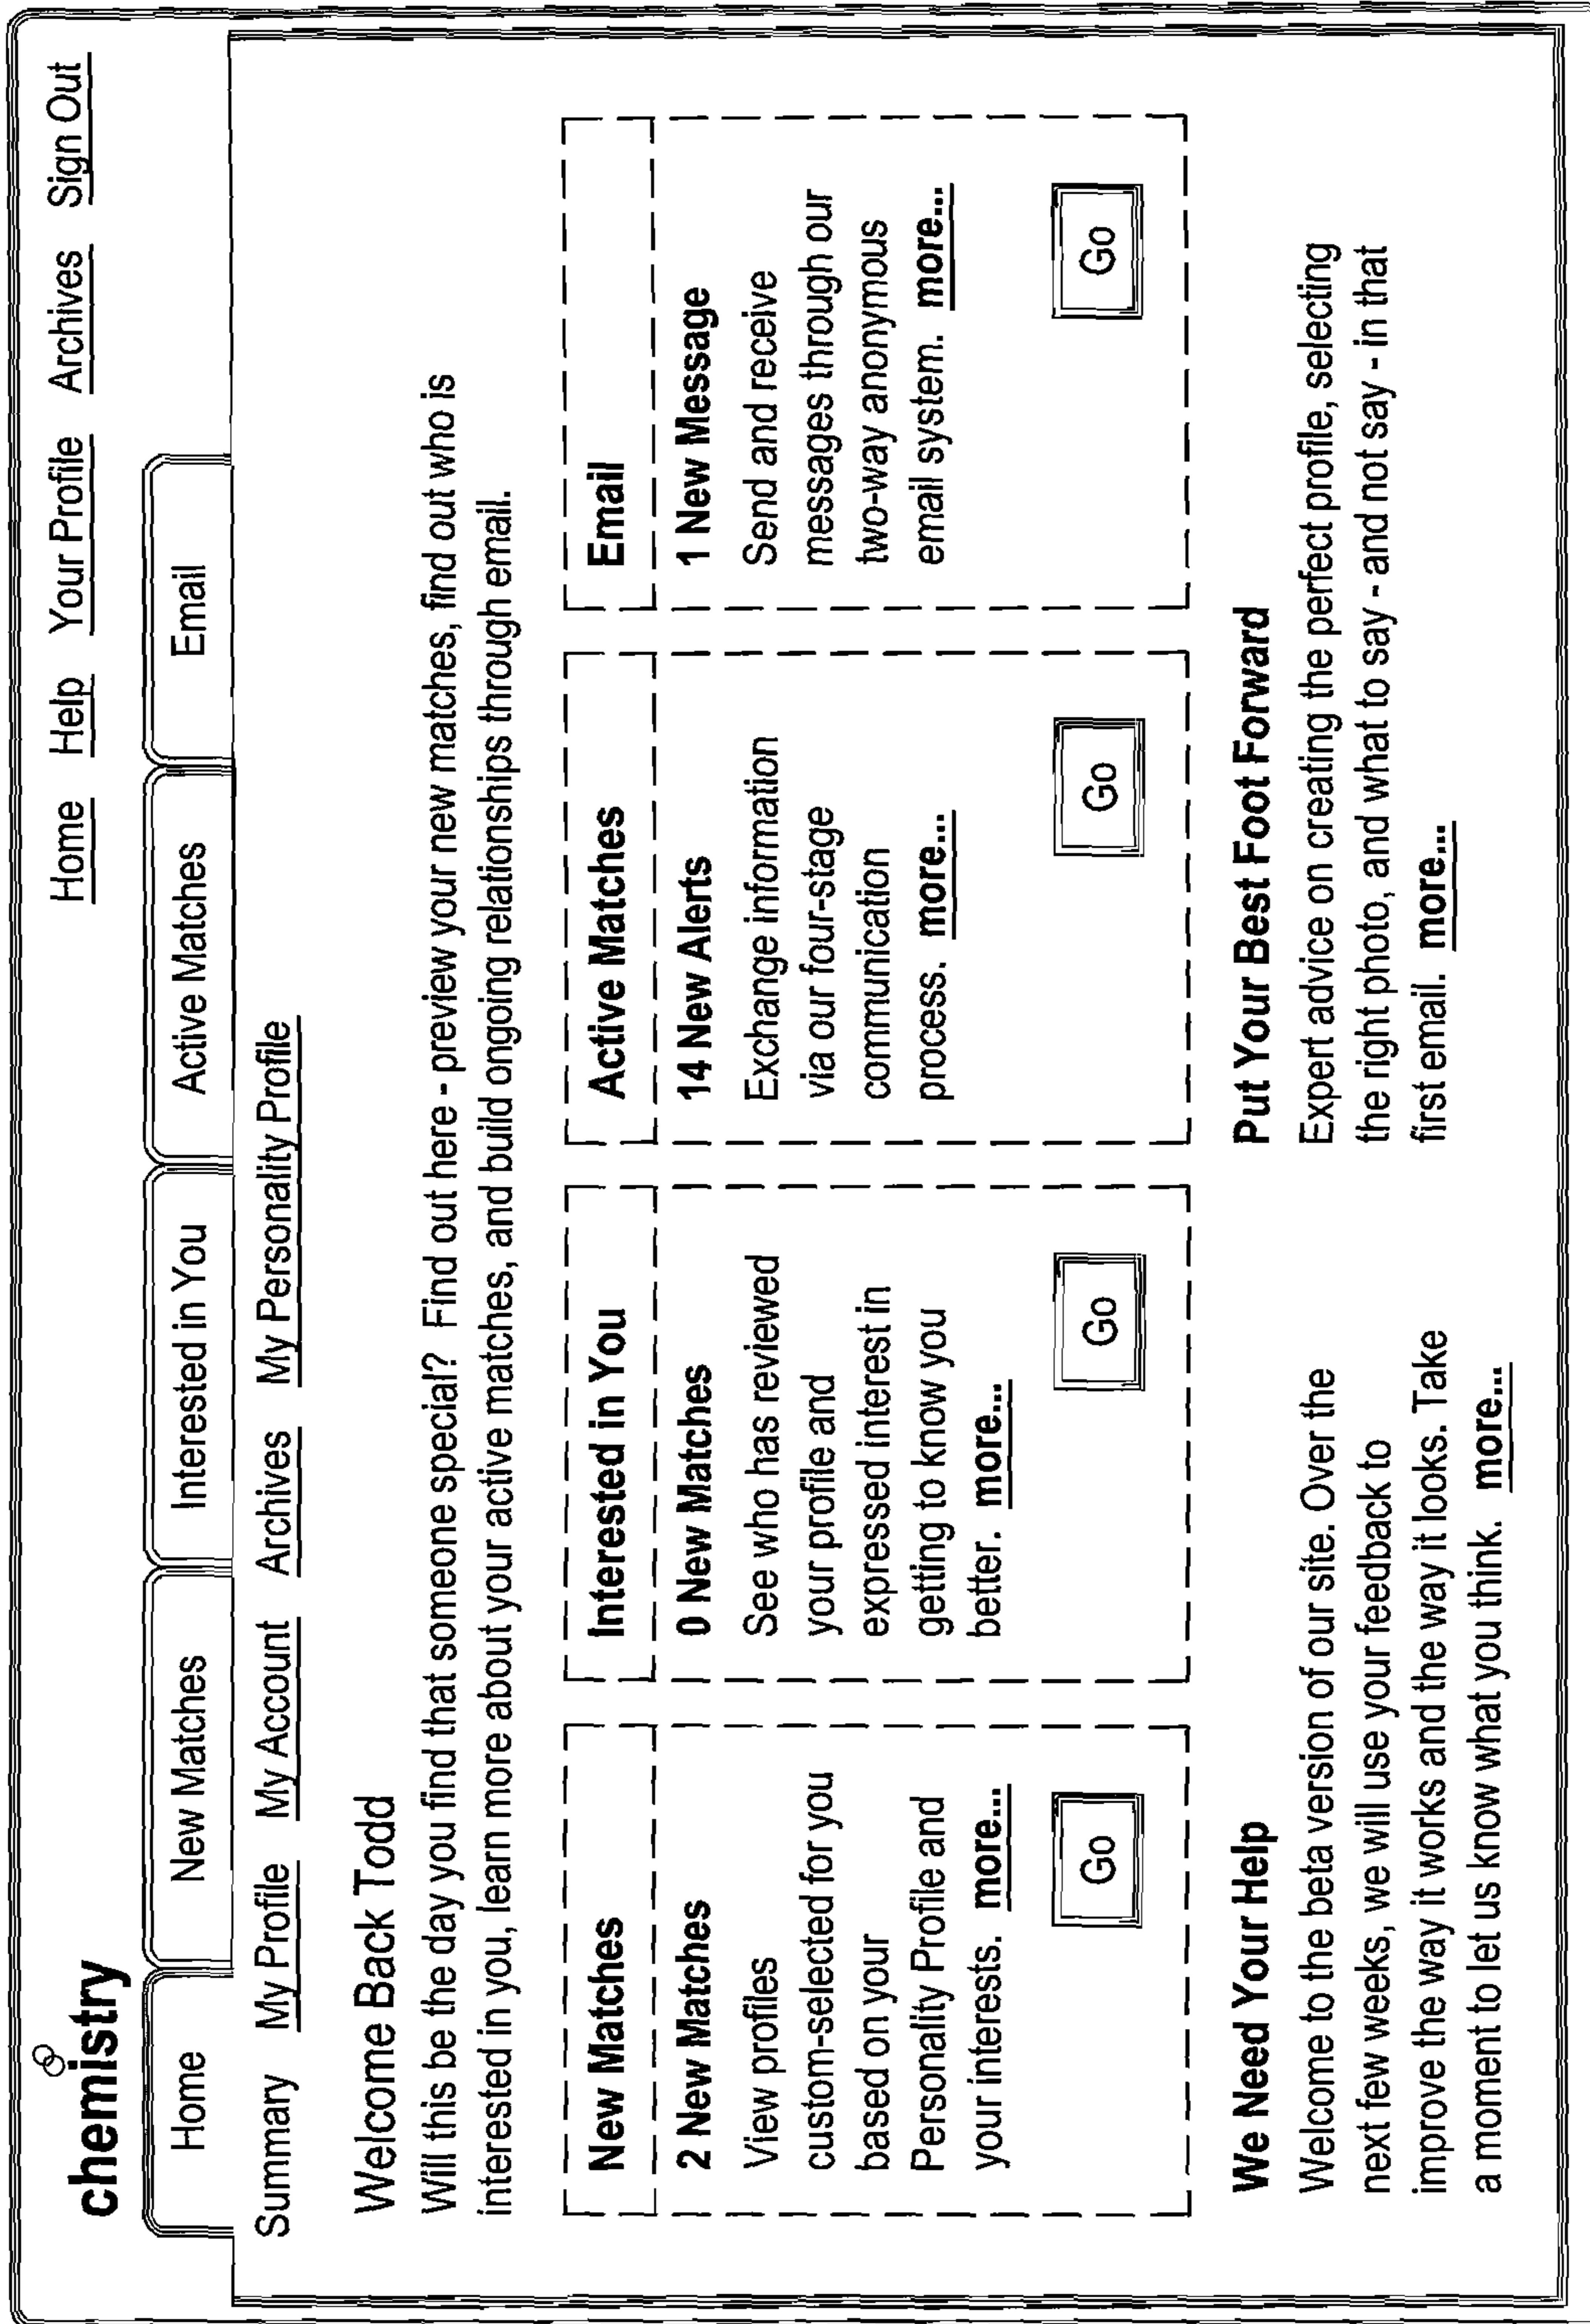 chemistry
Home Help Your Profile Archives Sign Out
Home New Matches Interested in You Active Matches Email
Summary My Profile My Account Archives My Personality Profile
Welcome Back Todd
Will this be the day you find that someone special? Find out here - preview your new matches, find out who is
interested in you, learn more about your active matches, and build ongoing relationships through email.
New Matches
2 New Matches
View profiles
custom-selected for you
based on your
Personality Profile and
your interests. more...
Go
Interested in You
0 New Matches
See who has reviewed
your profile and
expressed interest in
getting to know you
better. more...
Go
Active Matches
14 New Alerts
Exchange information
via our four-stage
communication
process. more...
Go
Email
1 New Message
Send and receive
messages through our
two-way anonymous
email system. more...
Go
We Need Your Help
Welcome to the beta version of our site. Over the
next few weeks, we will use your feedback to
improve the way it works and the way it looks. Take
a moment to let us know what you think. more...
Put Your Best Foot Forward
Expert advice on creating the perfect profile, selecting
the right photo, and what to say - and not say - in that
first email. more...